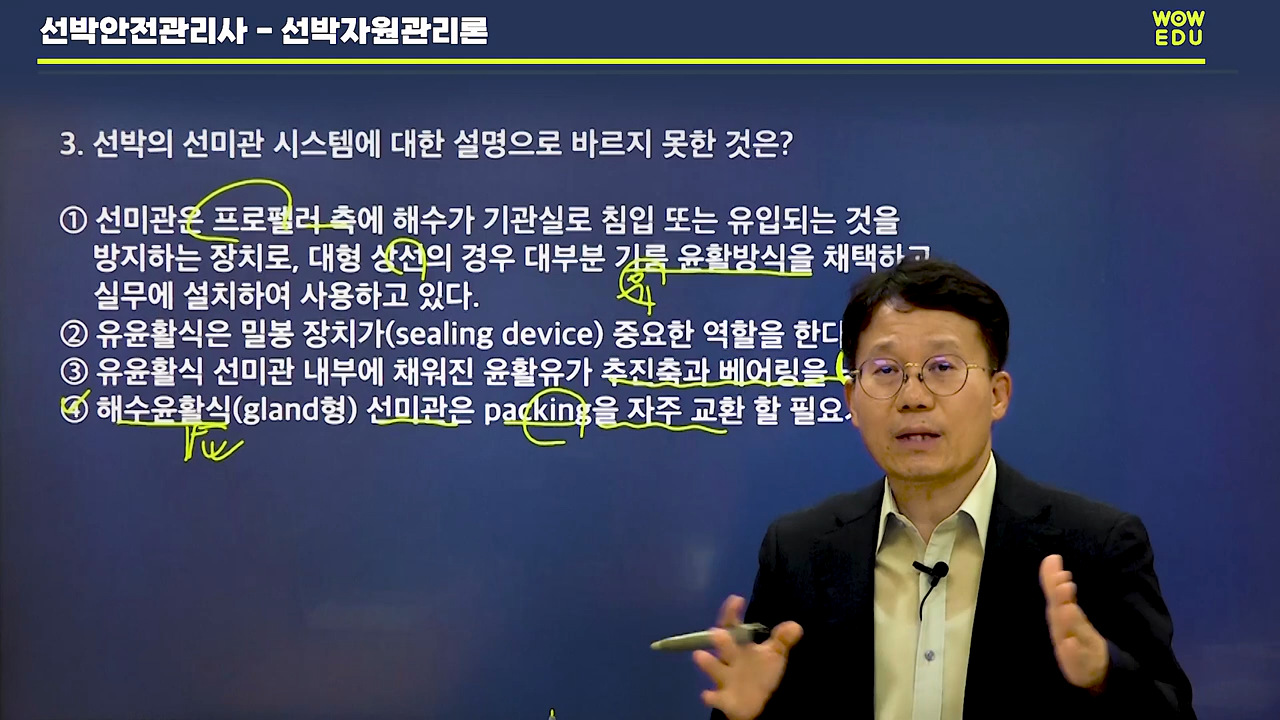 선박안전관리사 - 선박자원관리론
WOW
EDU
3. 선박의 선미관 시스템에 대한 설명으로 바르지 못한 것은?
① 선미관은 프로펠러 축에 해수가 기관실로 침입 또는 유입되는 것을
방지하는 장치로, 대형 상선의 경우 대부분 기름 윤활방식을 채택하고
실무에 설치하여 사용하고 있다.
② 유윤활식은 밀봉 장치가(sealing device) 중요한 역할을 한다
③ 유윤활식 선미관 내부에 채워진 윤활유가 추진축과 베어링을
④ 해수윤활식(gland형) 선미관은 packing을 자주 교환 할